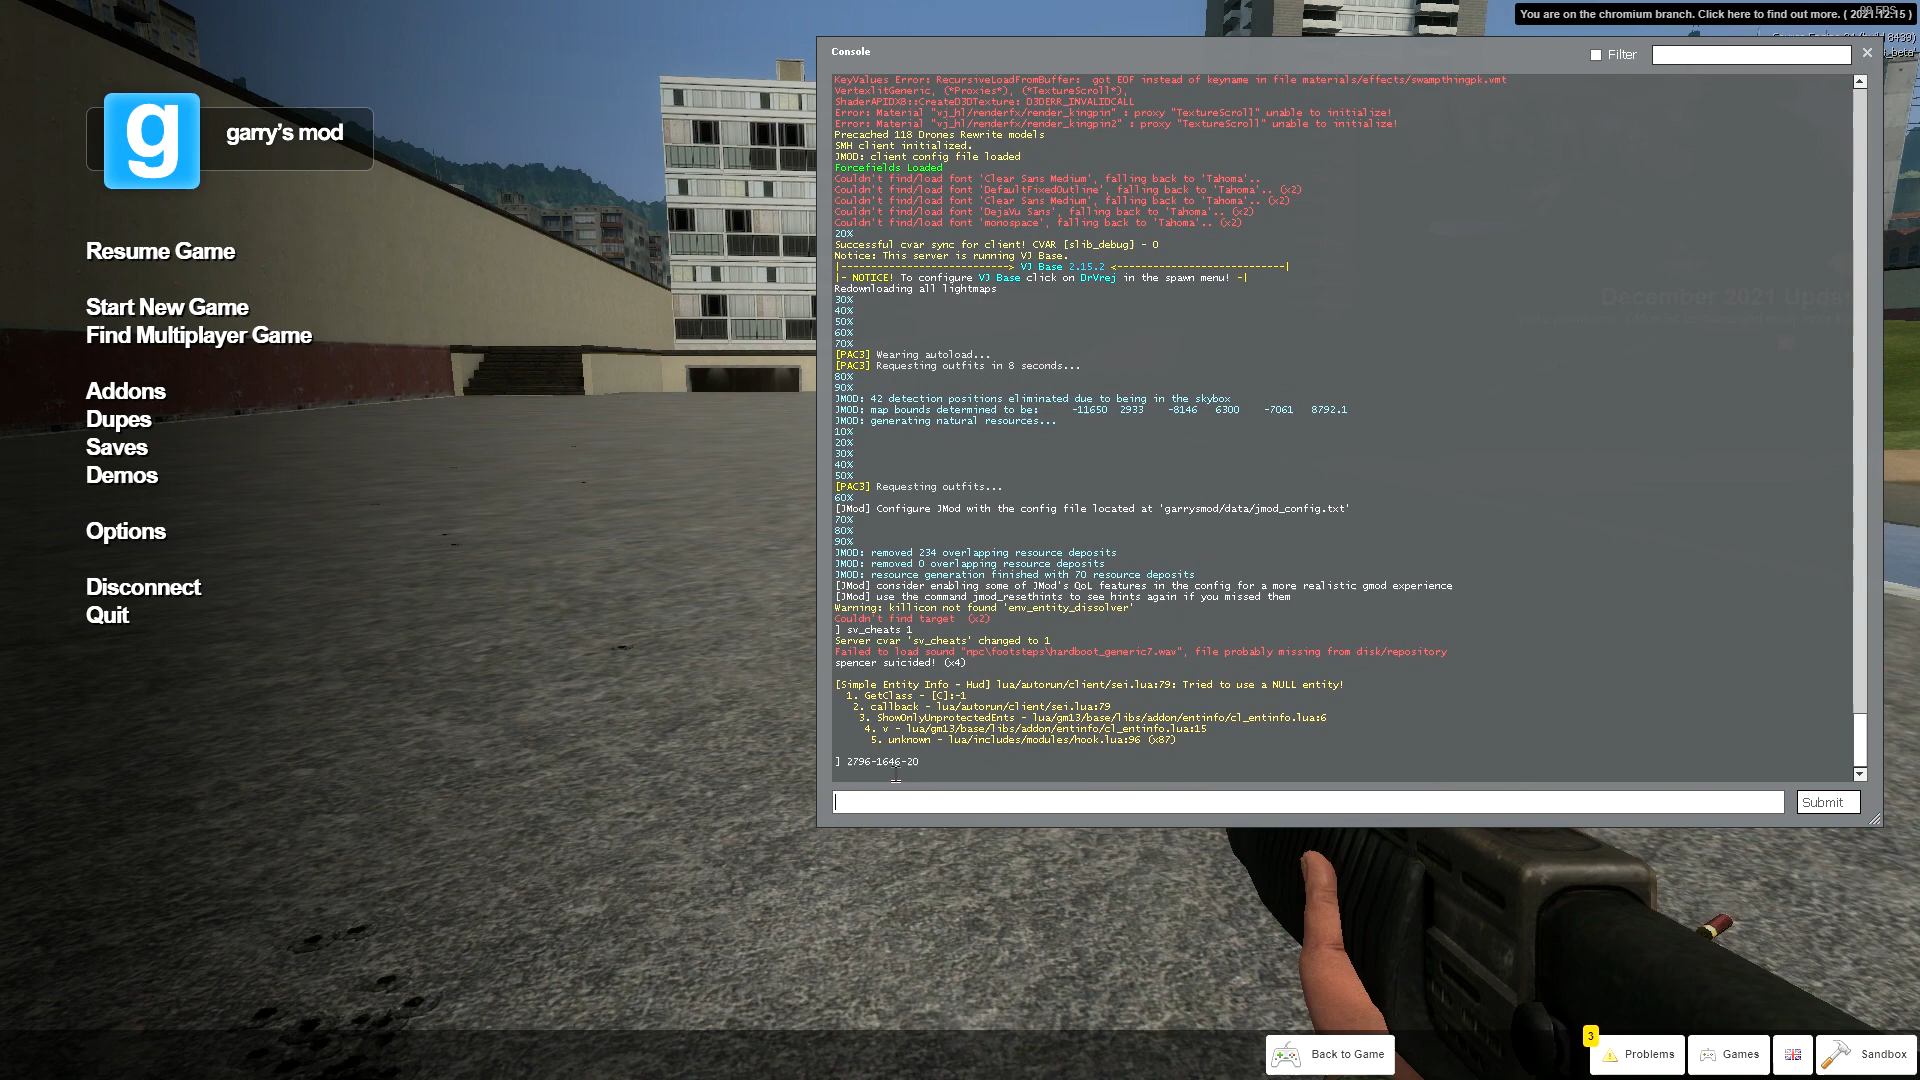 You are on the chromium branch. Click here to find out more. ( 2021.12.15 )
g
garry's mod
Resume Game
Start New Game
Find Multiplayer Game
Addons
Dupes
Saves
Demos
Options
Disconnect
Quit
Console
Filter
KeyValues Error: RecursiveLoadFromBuffer:  got EOF instead of keyname in file materials/effects/swampthingpk.vmt
VertexlitGeneric, (*Proxies*), (*TextureScroll*),
ShaderAPIDX8::CreateD3DTexture: D3DERR_INVALIDCALL
Error: Material "vj_hl/renderfx/render_kingpin" : proxy "TextureScroll" unable to initialize!
Error: Material "vj_hl/renderfx/render_kingpin2" : proxy "TextureScroll" unable to initialize!
Precached 118 Drones Rewrite models
SMH client initialized.
JMOD: client config file loaded
Forcefields Loaded
Couldn't find/load font 'Clear Sans Medium', falling back to 'Tahoma'..
Couldn't find/load font 'DefaultFixedOutline', falling back to 'Tahoma'.. (x2)
Couldn't find/load font 'Clear Sans Medium', falling back to 'Tahoma'.. (x2)
Couldn't find/load font 'DejaVu Sans', falling back to 'Tahoma'.. (x2)
Couldn't find/load font 'monospace', falling back to 'Tahoma'.. (x2)
20%
Successful cvar sync for client! CVAR [slib_debug] - 0
Notice: This server is running VJ Base.
|----------------------------> VJ Base 2.15.2 <----------------------------|
|- NOTICE! To configure VJ Base click on DrVrej in the spawn menu! -|
Redownloading all lightmaps
30%
40%
50%
60%
70%
[PAC3] Wearing autoload...
[PAC3] Requesting outfits in 8 seconds...
80%
90%
JMOD: 42 detection positions eliminated due to being in the skybox
JMOD: map bounds determined to be: -11650 2933 -8146 6300 -7061 8792.1
JMOD: generating natural resources...
10%
20%
30%
40%
50%
[PAC3] Requesting outfits...
60%
[JMod] Configure JMod with the config file located at 'garrysmod/data/jmod_config.txt'
70%
80%
90%
JMOD: removed 234 overlapping resource deposits
JMOD: removed 0 overlapping resource deposits
JMOD: resource generation finished with 70 resource deposits
[JMod] consider enabling some of JMod's QoL features in the config for a more realistic gmod experience
[JMod] use the command jmod_resethints to see hints again if you missed them
Warning: killicon not found 'env_entity_dissolver'
Couldn't find target  (x2)
] sv_cheats 1
Server cvar 'sv_cheats' changed to 1
Failed to load sound "npc\footsteps\hardboot_generic7.wav", file probably missing from disk/repository
spencer suicided! (x4)
[Simple Entity Info - Hud] lua/autorun/client/sei.lua:79: Tried to use a NULL entity!
1. GetClass - [C]:-1
2. callback - lua/autorun/client/sei.lua:79
3. ShowOnlyUnprotectedEnts - lua/gm13/base/libs/addon/entinfo/cl_entinfo.lua:6
4. v - lua/gm13/base/libs/addon/entinfo/cl_entinfo.lua:15
5. unknown - lua/includes/modules/hook.lua:96 (x87)
] 2796-1646-20
Submit
December 2021
Back to Game
3
Problems
Games
Sandbox